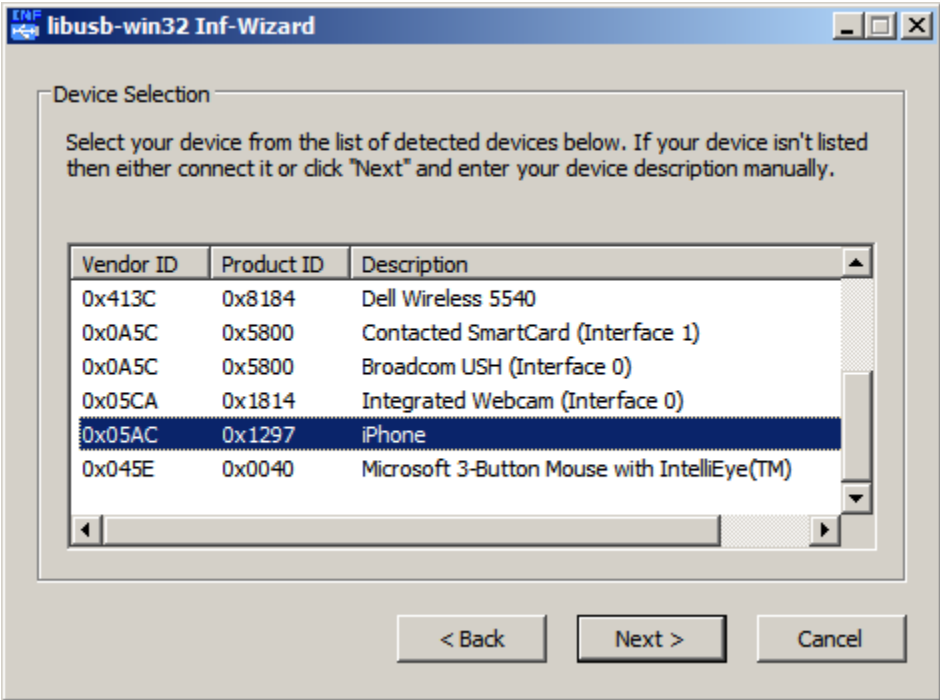 INF
libusb-win32 Inf-Wizard
Device Selection
Select your device from the list of detected devices below. If your device isn't listed
then either connect it or click "Next" and enter your device description manually.
Vendor ID Product ID Description
0x413C 0x8184 Dell Wireless 5540
0x0A5C 0x5800 Contacted SmartCard (Interface 1)
0x0A5C 0x5800 Broadcom USH (Interface 0)
0x05CA 0x1814 Integrated Webcam (Interface 0)
0x05AC 0x1297 iPhone
0x045E 0x0040 Microsoft 3-Button Mouse with IntelliEye(TM)
< Back Next > Cancel